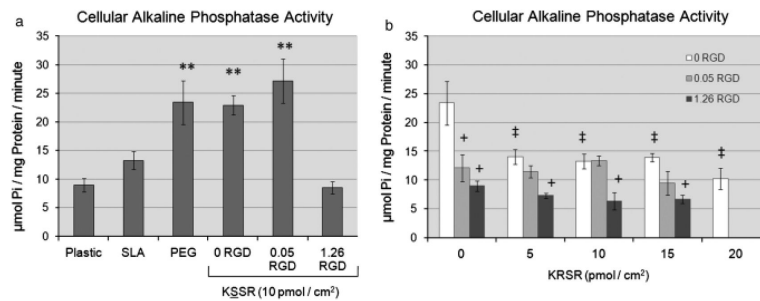 a
Cellular Alkaline Phosphatase Activity
µmol Pi / mg Protein / minute
35
30
25
20
15
10
5
0
**
**
**
Plastic
SLA
PEG
0 RGD
0.05
RGD
1.26
RGD
KSSR (10 pmol / cm²)
b
Cellular Alkaline Phosphatase Activity
µmol Pi / mg Protein / minute
35
30
25
20
15
10
5
0
0 RGD
0.05 RGD
1.26 RGD
+
+
‡
+
‡
+
‡
+
‡
0
5
10
15
20
KRSR (pmol / cm²)